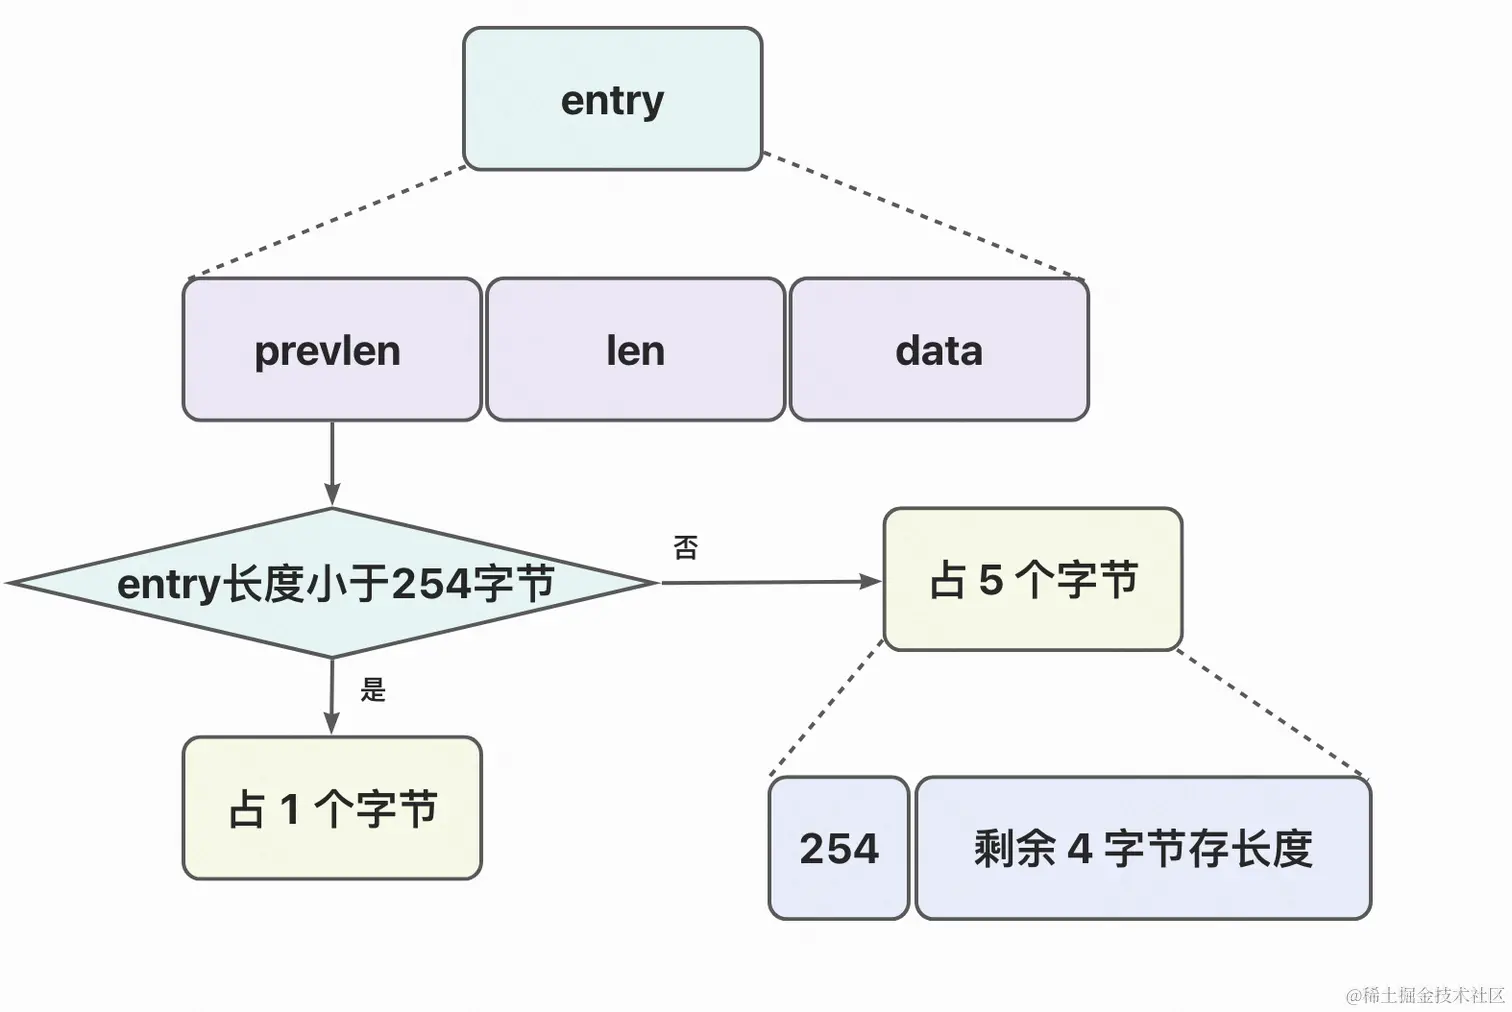 entry
prevlen
len
data
entry长度小于254字节
否
占 5 个字节
是
占 1 个字节
254
剩余 4 字节存长度
@稀土掘金技术社区